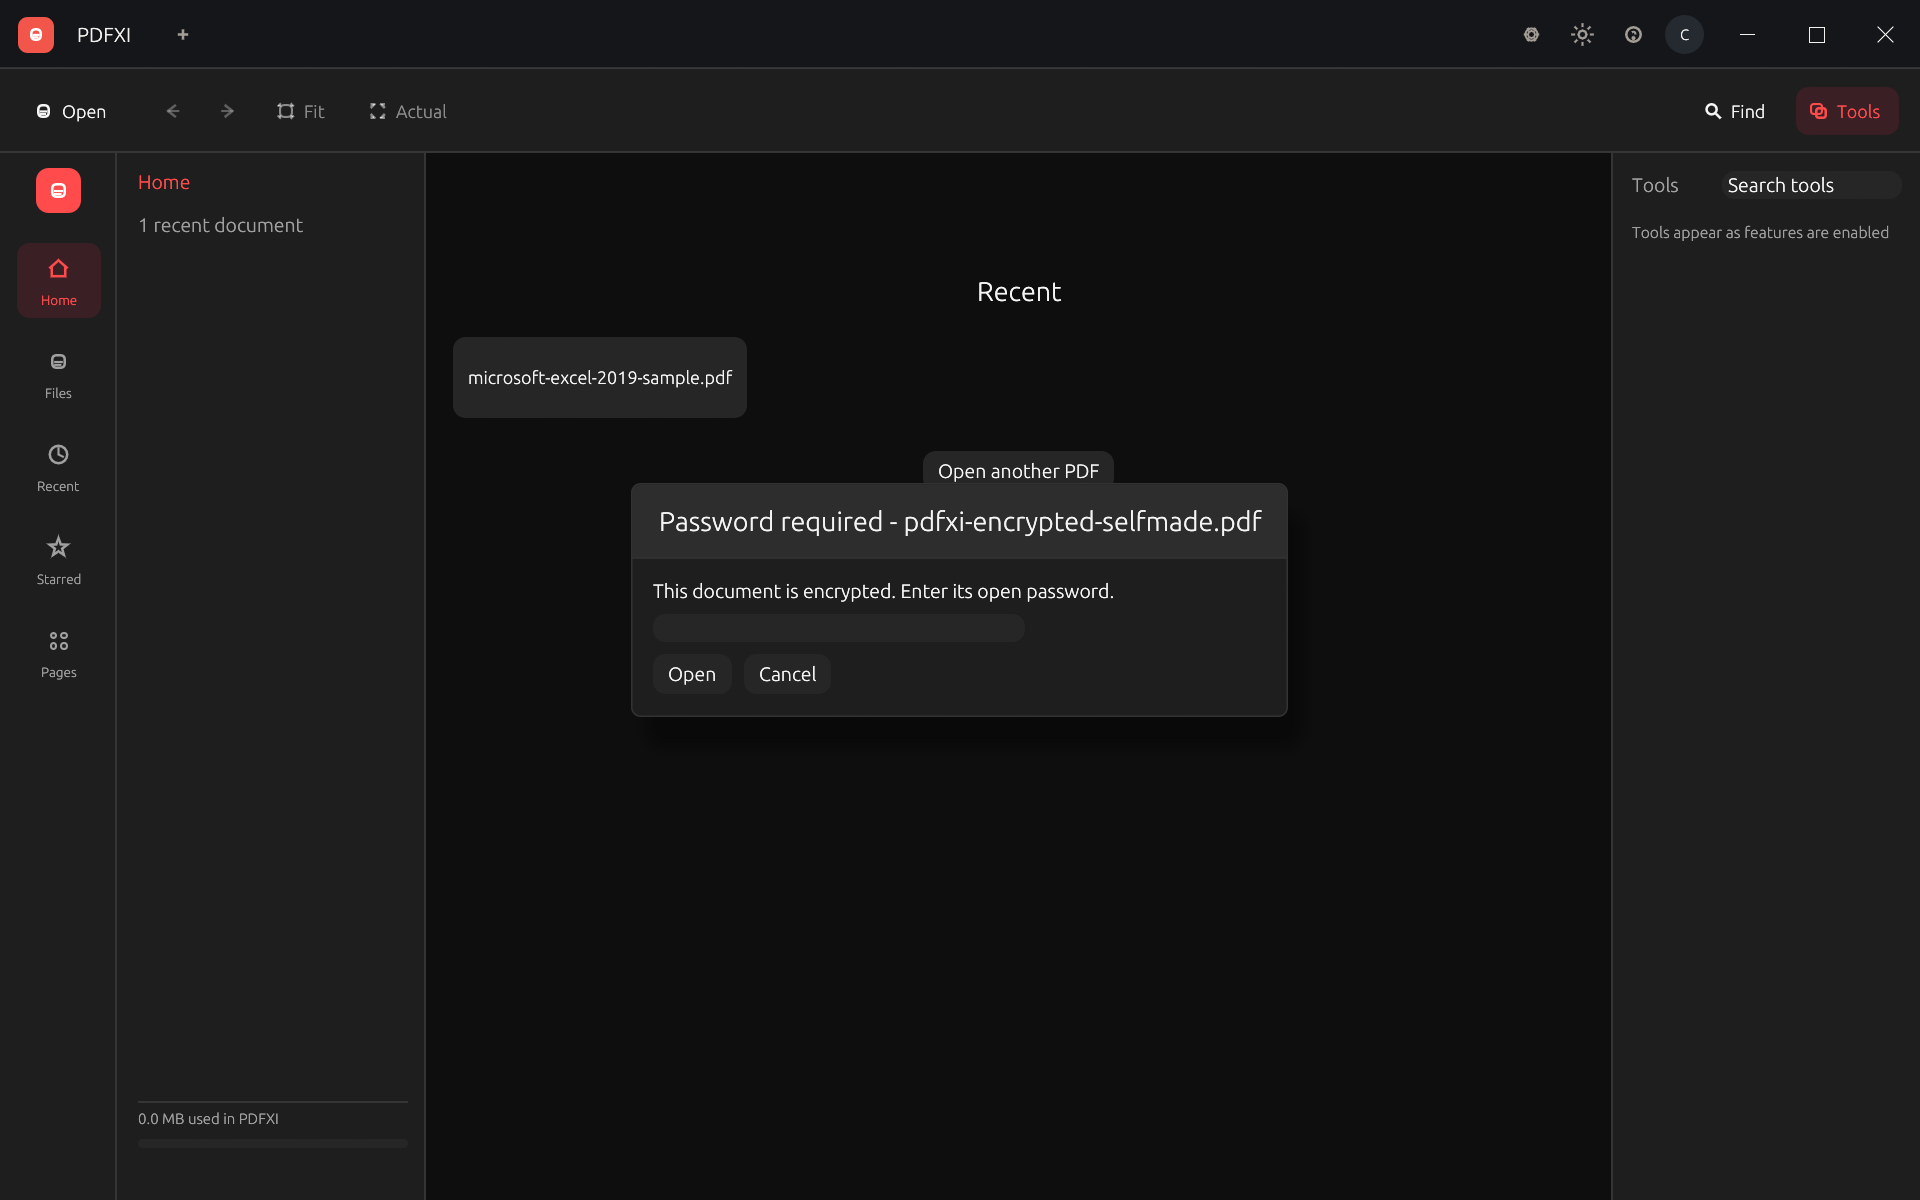 PDFXI
C
Open
Fit
Actual
Find
Tools
Home
Files
Recent
Starred
Pages
Home
1 recent document
0.0 MB used in PDFXI
Recent
microsoft-excel-2019-sample.pdf
Open another PDF
Password required - pdfxi-encrypted-selfmade.pdf
This document is encrypted. Enter its open password.
Open
Cancel
Tools
Search tools
Tools appear as features are enabled